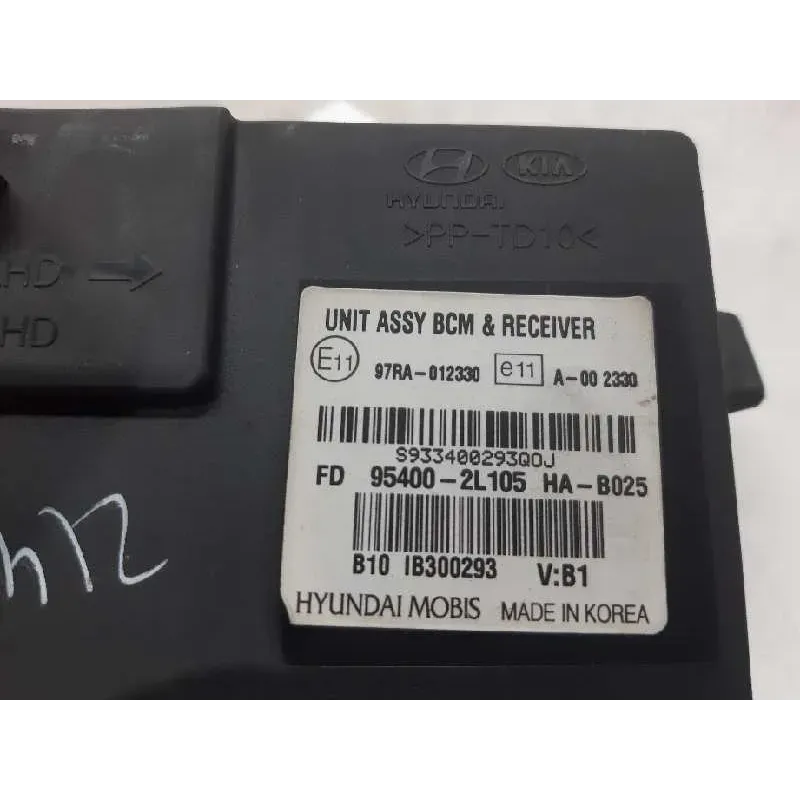 HYUNDAI KIA
>PP-TD10<
HD
HD
UNIT ASSY BCM & RECEIVER
E11 97RA-012330 e11 A-00 2330
S933400293Q0J
FD 95400-2L105 HA-B025
B10 IB300293 V:B1
HYUNDAI MOBIS MADE IN KOREA